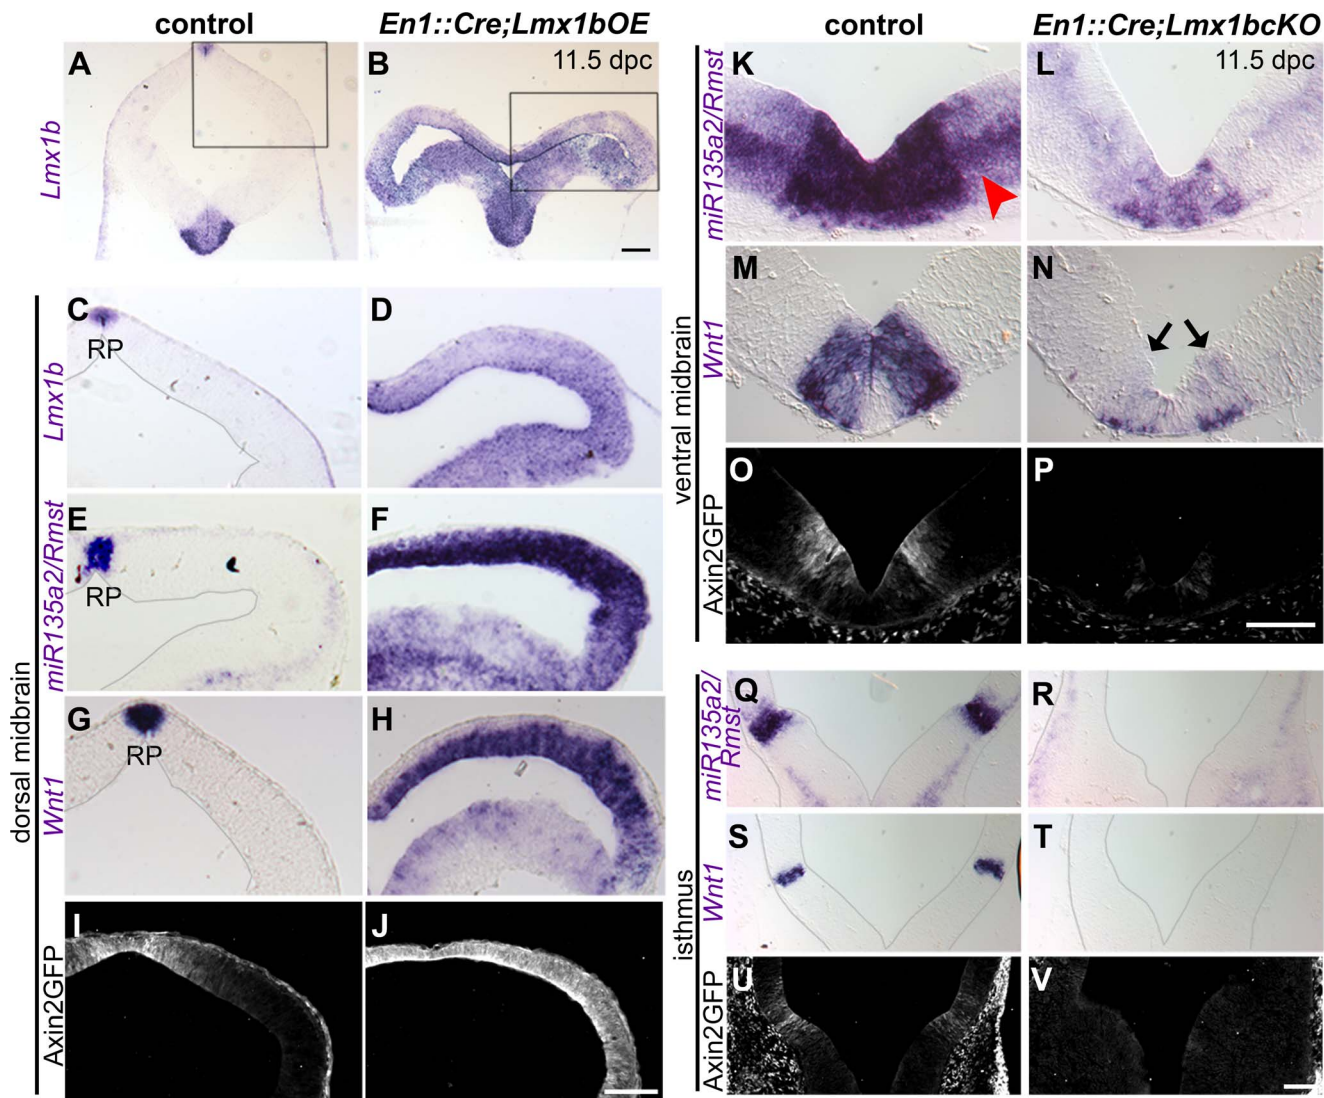 control
En1::Cre;Lmx1bOE
control
En1::Cre;Lmx1bcKO
A
B
11.5 dpc
Lmx1b
K
L
11.5 dpc
miR135a2/Rmst
M
N
Wnt1
O
P
Axin2GFP
ventral midbrain
C
RP
D
Lmx1b
E
RP
F
miR135a2/Rmst
G
RP
H
Wnt1
I
J
Axin2GFP
dorsal midbrain
Q
R
miR135a2/
Rmst
S
T
Wnt1
U
V
Axin2GFP
isthmus